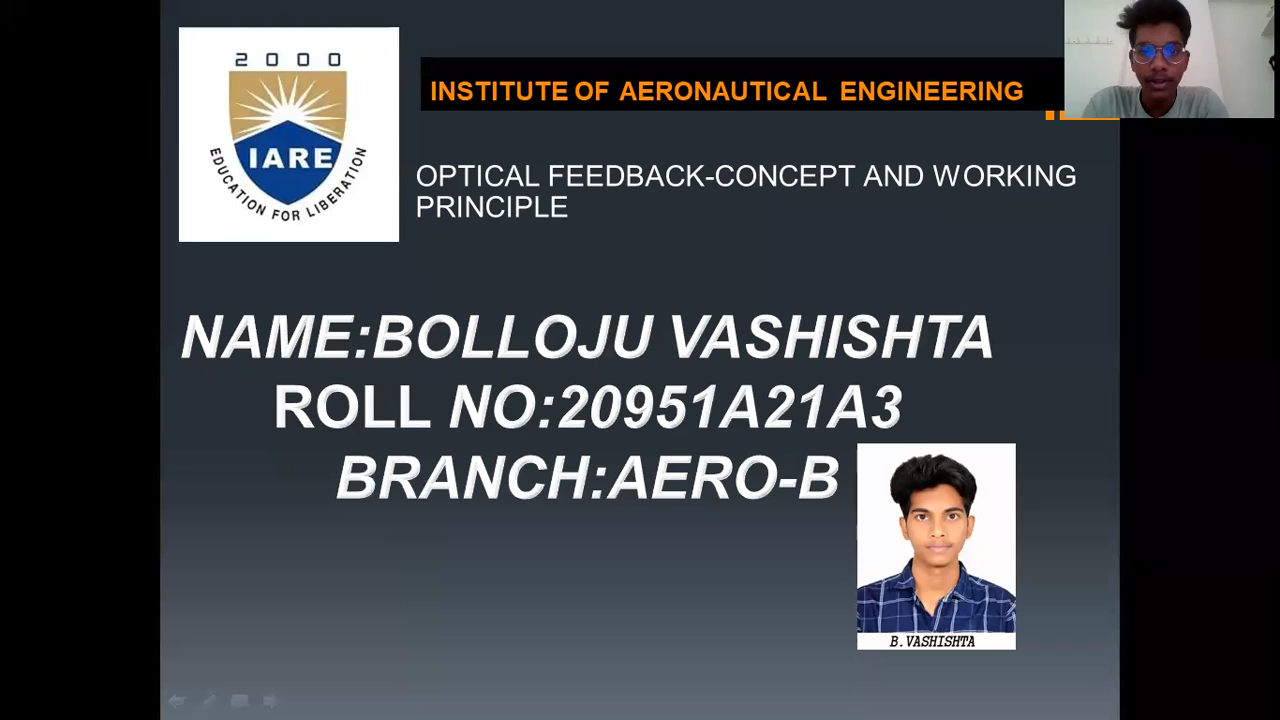 2000
IARE
EDUCATION FOR LIBERATION
INSTITUTE OF AERONAUTICAL ENGINEERING
OPTICAL FEEDBACK-CONCEPT AND WORKING
PRINCIPLE
NAME:BOLLOJU VASHISHTA
ROLL NO:20951A21A3
BRANCH:AERO-B
B.VASHISHTA